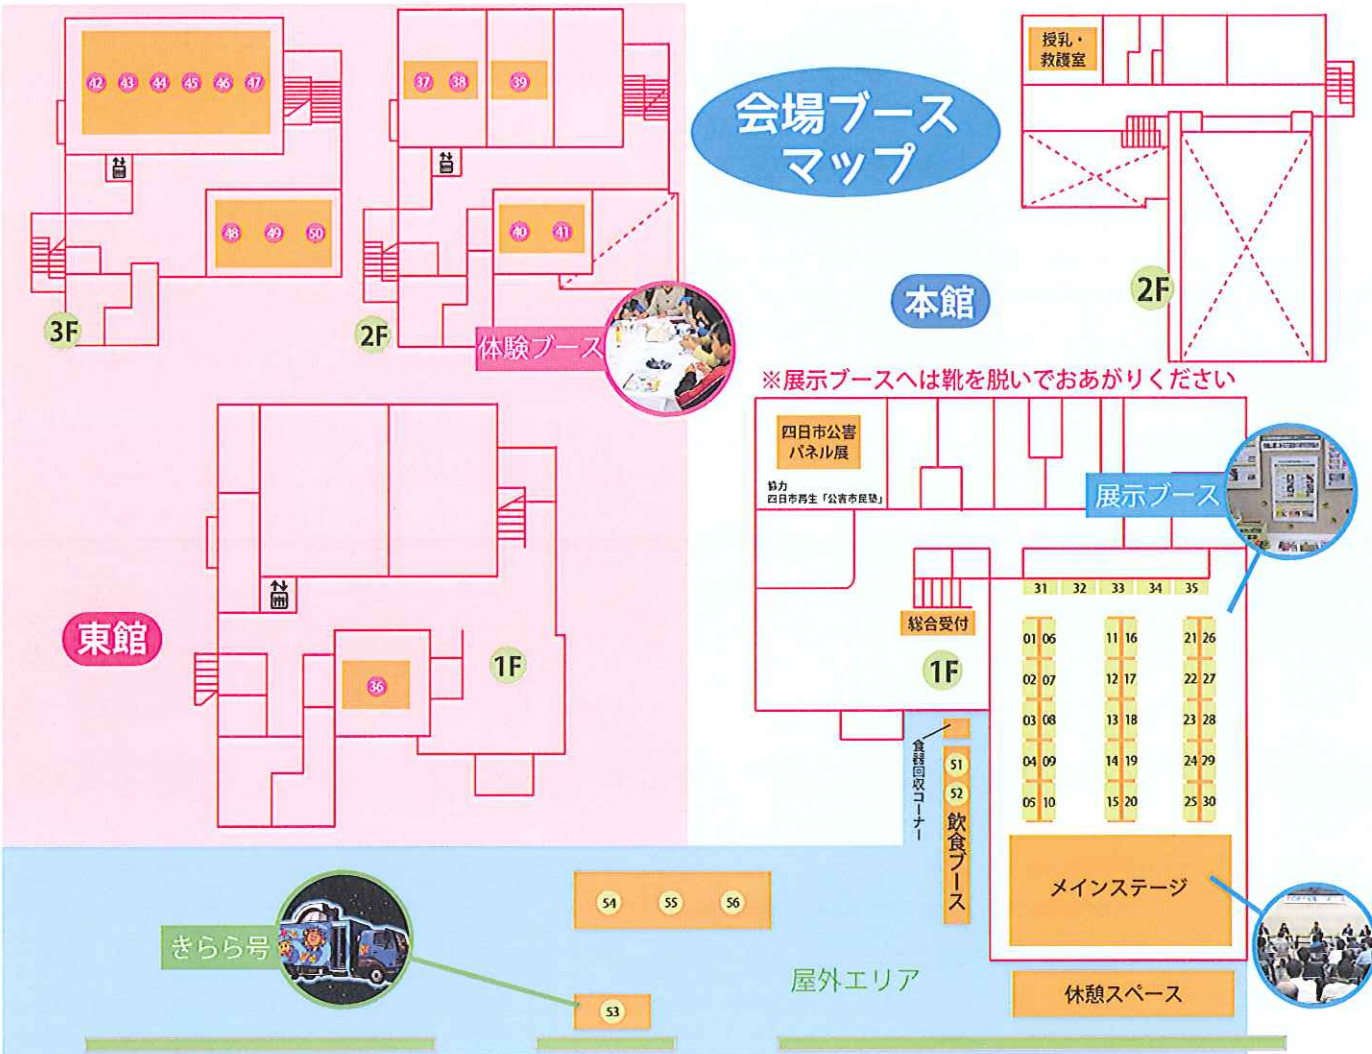 会場ブース
マップ
42 43 44 45 46 47
48 49 50
3F
37 38 39
40 41
2F
体験ブース
授乳・
救護室
本館
2F
※展示ブースへは靴を脱いでおあがりください
東館
36
1F
四日市公害
パネル展
協力
四日市再生「公害市民塾」
展示ブース
31 32 33 34 35
総合受付
1F
01 06 11 16 21 26
02 07 12 17 22 27
03 08 13 18 23 28
04 09 14 19 24 29
05 10 15 20 25 30
食器回収コーナー
51
52
飲食ブース
メインステージ
休憩スペース
きらら号
54 55 56
53
屋外エリア